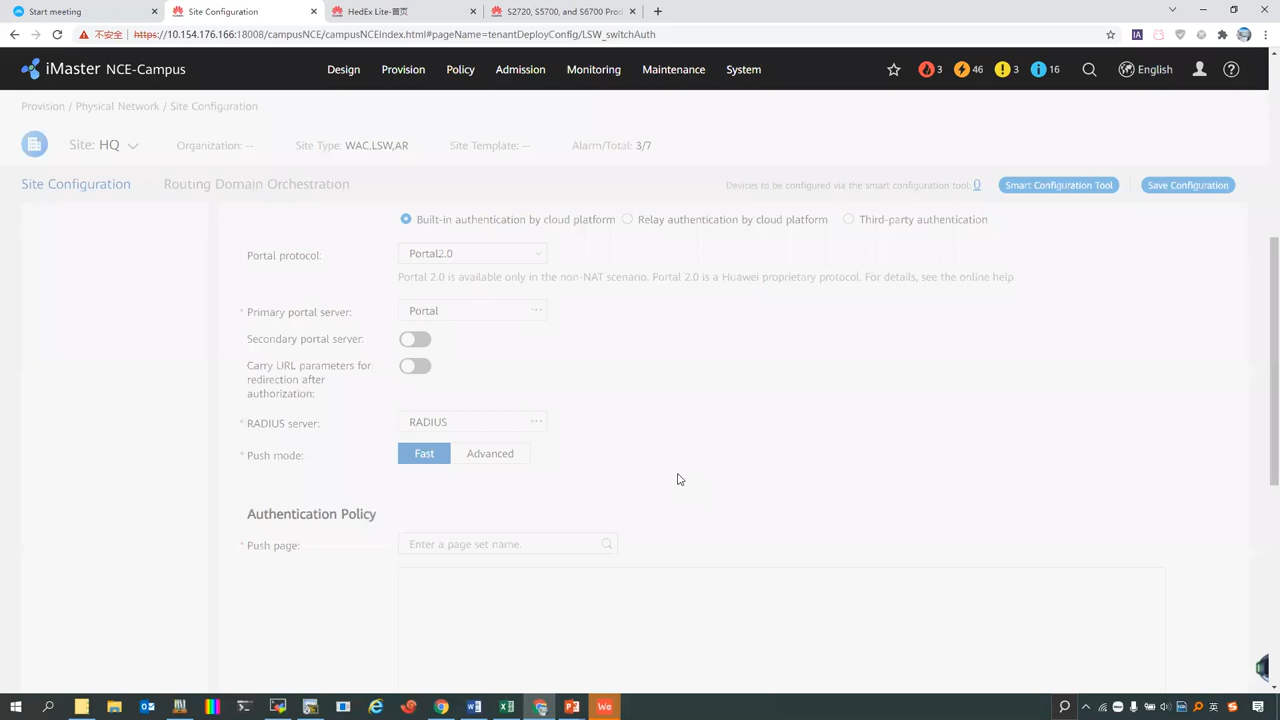 Start meeting
Site Configuration
HedEx Lite-首页
S2720, S5700, and S6700 Proc
不安全
https://10.154.176.166:18008/campusNCE/campusNCEIndex.html#pageName=tenantDeployConfig/LSW_switchAuth
IA
iMaster NCE-Campus
Design
Provision
Policy
Admission
Monitoring
Maintenance
System
3
46
3
16
English
Provision / Physical Network / Site Configuration
Site: HQ
Organization: --
Site Type: WAC,LSW,AR
Site Template: --
Alarm/Total: 3/7
Site Configuration
Routing Domain Orchestration
Devices to be configured via the smart configuration tool: 0
Smart Configuration Tool
Save Configuration
Built-in authentication by cloud platform
Relay authentication by cloud platform
Third-party authentication
Portal protocol:
Portal2.0
Portal 2.0 is available only in the non-NAT scenario. Portal 2.0 is a Huawei proprietary protocol. For details, see the online help
* Primary portal server:
Portal
Secondary portal server:
Carry URL parameters for
redirection after
authorization:
* RADIUS server:
RADIUS
* Push mode:
Fast
Advanced
Authentication Policy
* Push page:
Enter a page set name.
We
英